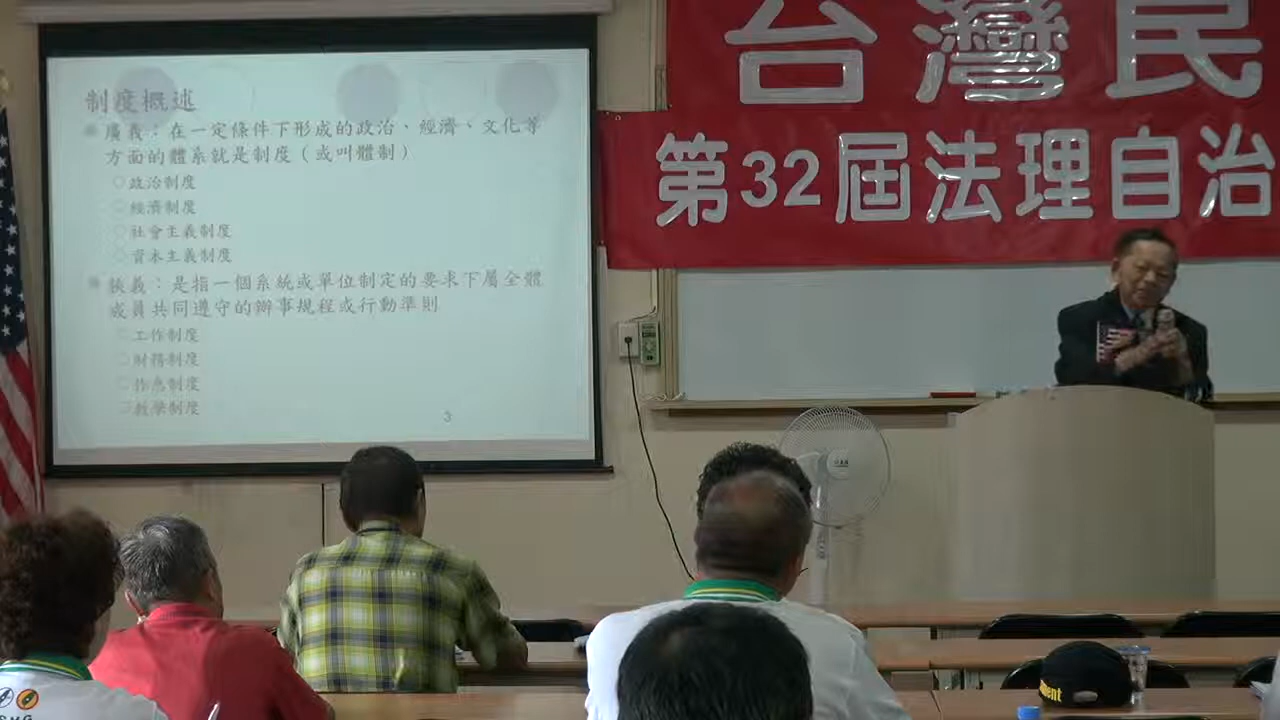 制度概述
廣義：在一定條件下形成的政治、經濟、文化等
方面的體系就是制度（或叫體制）
政治制度
經濟制度
社會主義制度
資本主義制度
狹義：是指一個系統或單位制定的要求下屬全體
成員共同遵守的辦事規程或行動準則
工作制度
財務制度
作息制度
教學制度
3
台灣民
第32屆法理自治